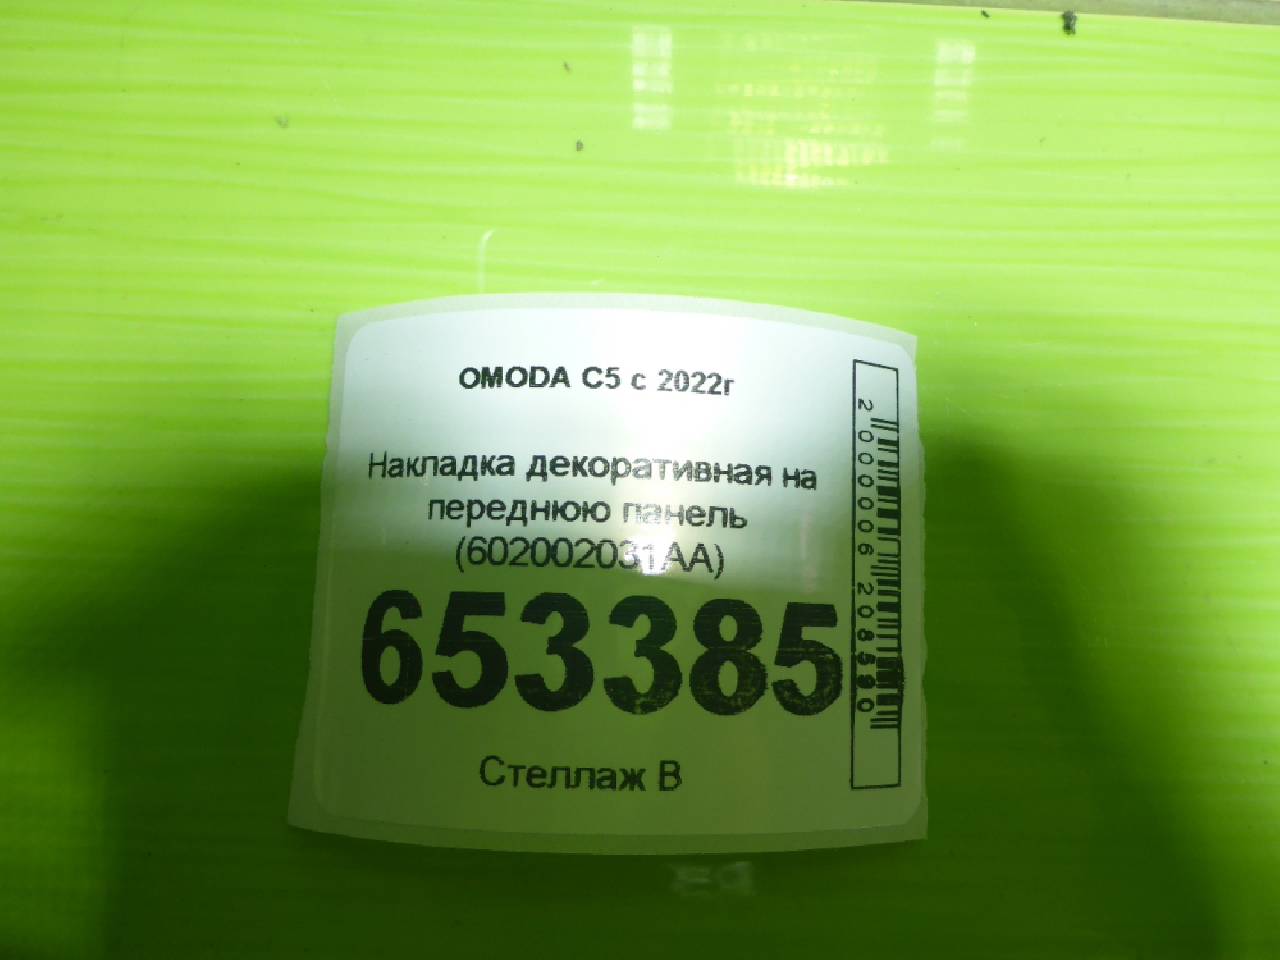 OMODA C5 с 2022г
Накладка декоративная на
переднюю панель
(602002031AA)
653385
Стеллаж В
2000006208590